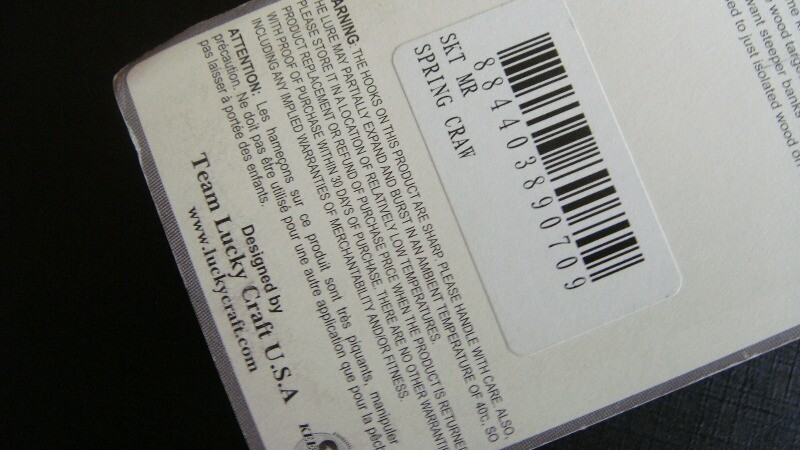 SKT MR
SPRING CRAW
884403890709
WARNING: THE HOOKS ON THIS PRODUCT ARE SHARP. PLEASE HANDLE WITH CARE. ALSO,
THE LURE MAY PARTIALLY EXPAND AND BURST IN AN AMBIENT TEMPERATURE OF 40℃. SO
PLEASE STORE IT IN A LOCATION OF RELATIVELY LOW TEMPERATURES.
PRODUCT REPLACEMENT OR REFUND OF PURCHASE PRICE WHEN THE PRODUCT IS RETURNED
WITH PROOF OF PURCHASE WITHIN 30 DAYS OF PURCHASE. THERE ARE NO OTHER WARRANTIE
INCLUDING ANY IMPLIED WARRANTIES OF MERCHANTABILITY AND/OR FITNESS.
ATTENTION: Les hameçons sur ce produit sont très piquants, manipuler
précaution. Ne doit pas être utilisé pour une autre application que pour la pêch
pas laisser à portée des enfants.
Designed by
Team Lucky Craft U.S.A
www.luckycraft.com
wood targe
want sleeper banks
to just isolated wood or